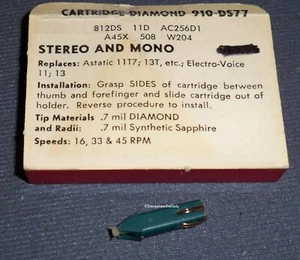 CARTRIDGE-DIAMOND 910-DS77
812DS 11D AC256D1
A45X 508 W204
STEREO AND MONO
Replaces: Astatic 11T7; 13T, etc.; Electro-Voice
11; 13
Installation: Grasp SIDES of cartridge between
thumb and forefinger and slide cartridge out of
holder. Reverse procedure to install.
Tip Materials .7 mil DIAMOND
and Radii: .7 mil Synthetic Sapphire
Speeds: 16, 33 & 45 RPM